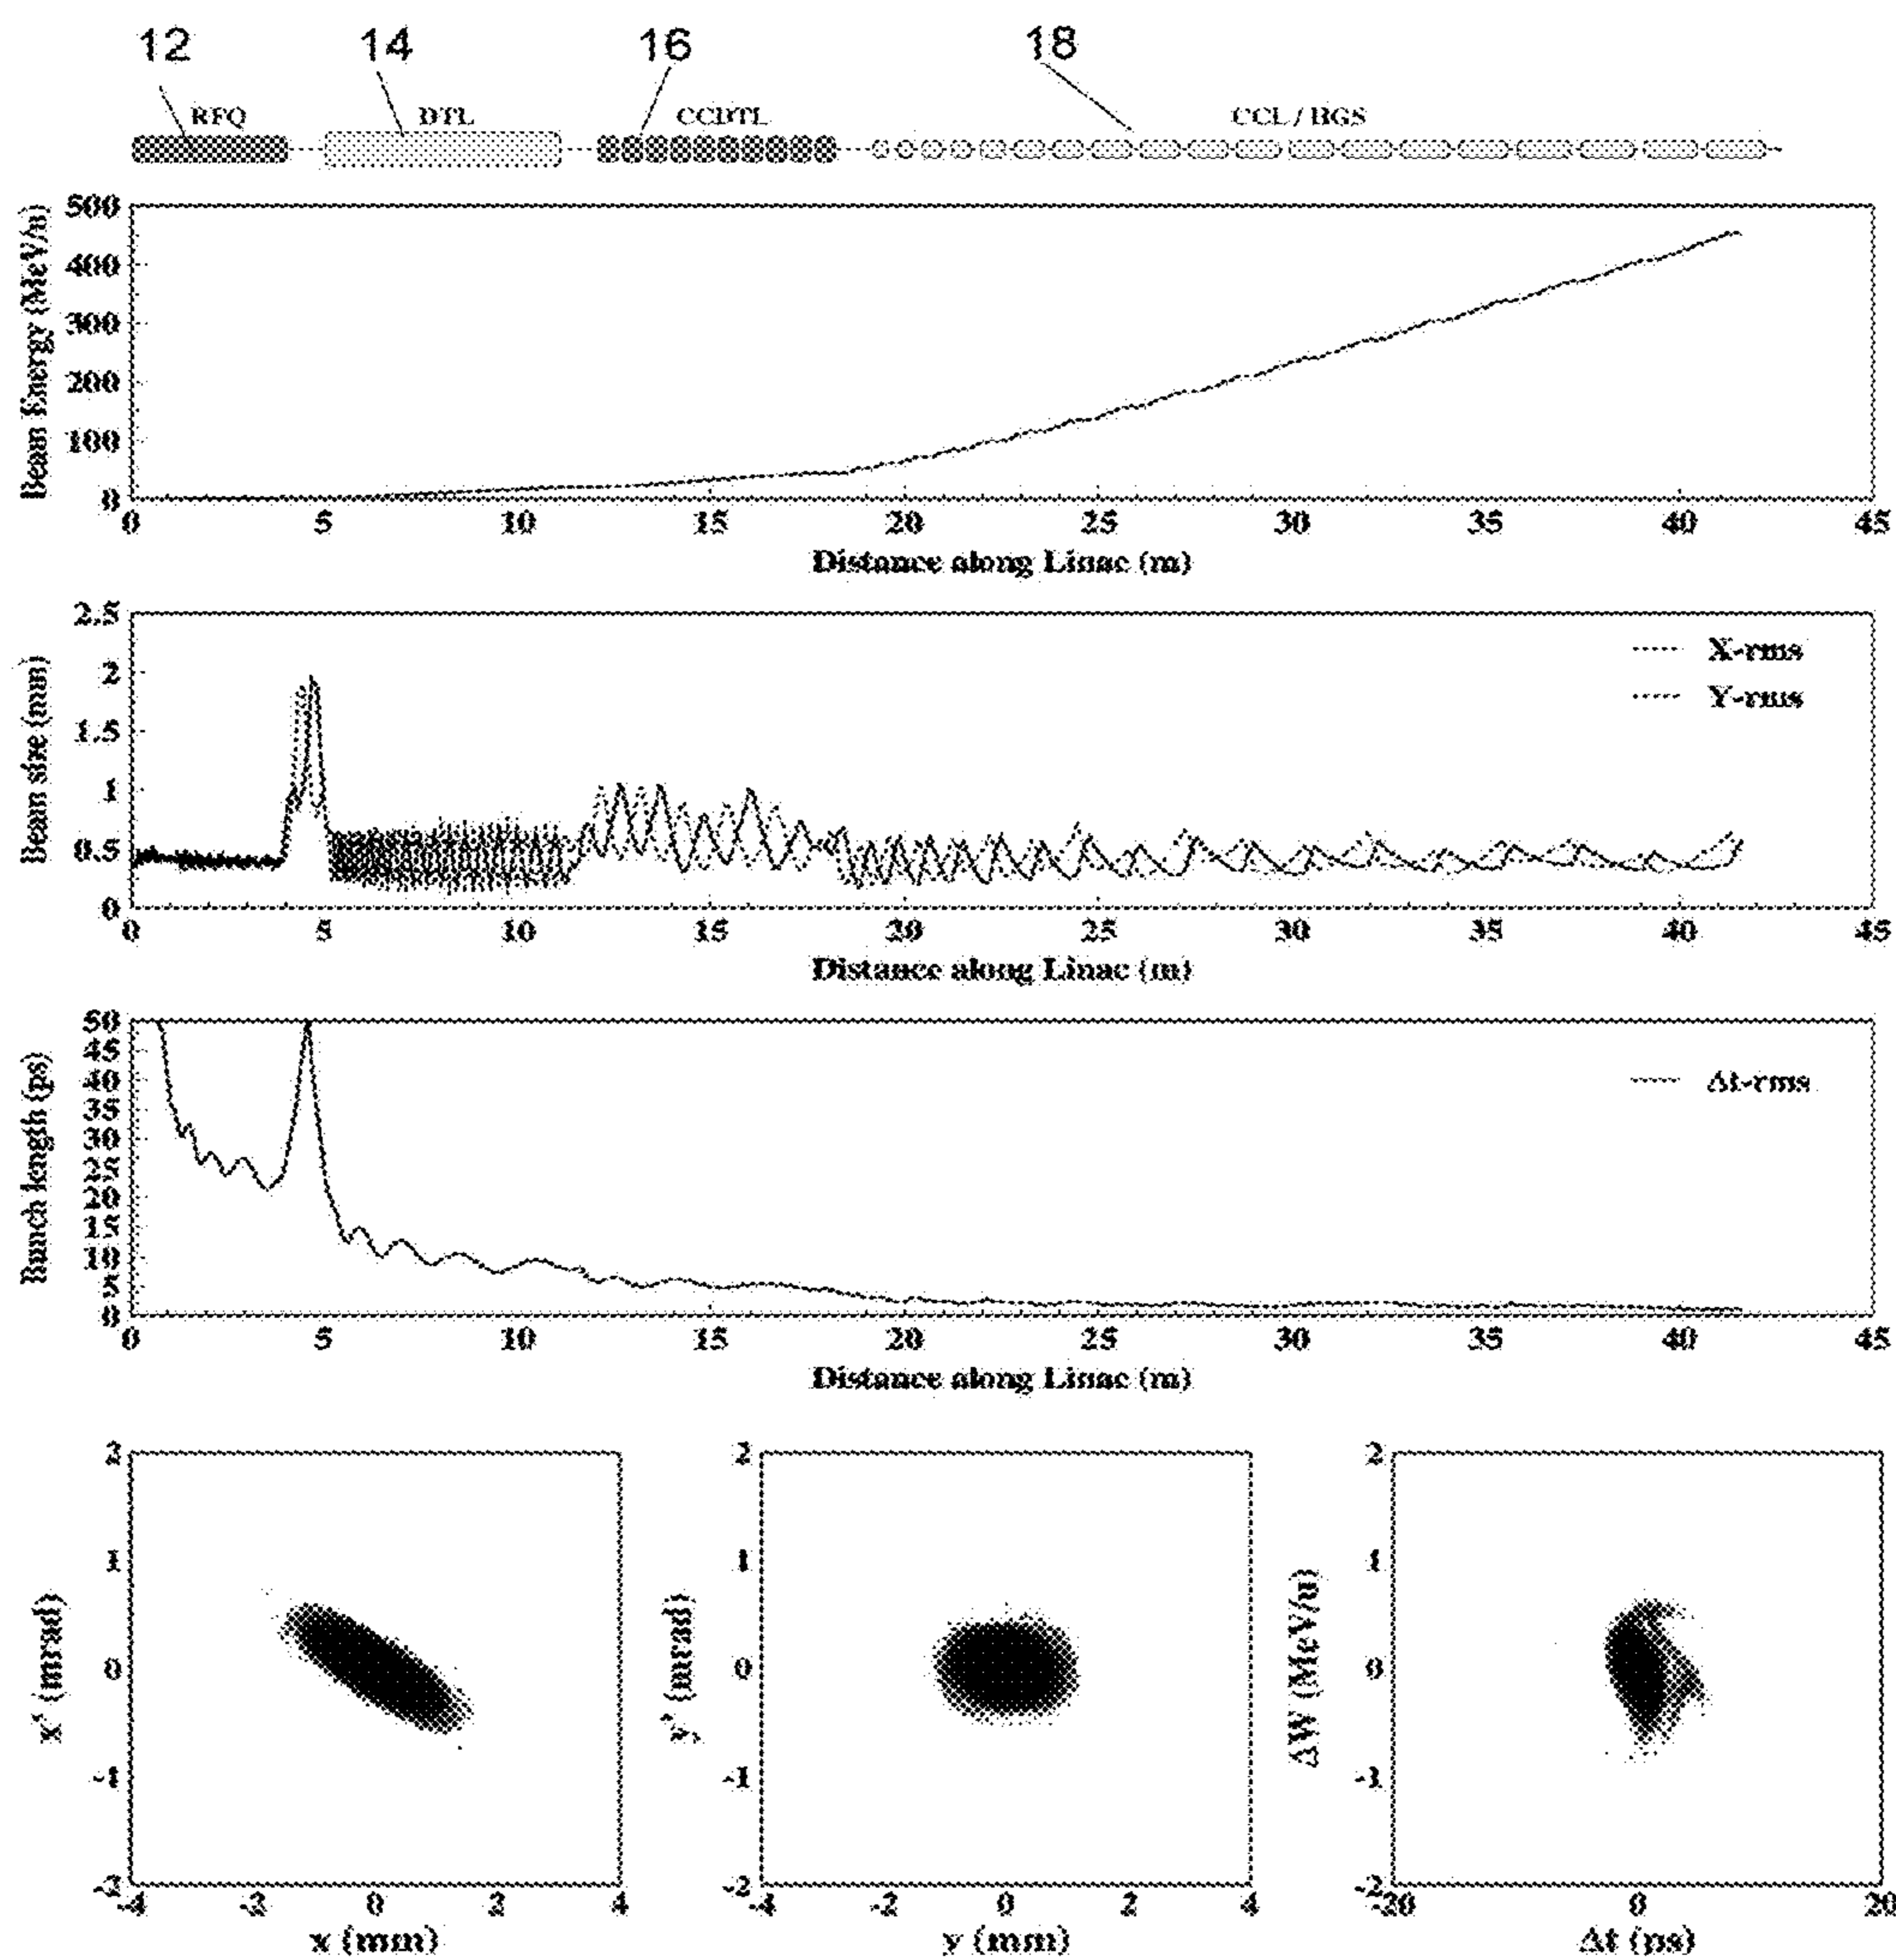 12 14 16 18
RFQ DTL CCDTL CCL / HGS
Beam Energy (MeV/u)
500
400
300
200
100
0
0 5 10 15 20 25 30 35 40 45
Distance along Linac (m)
Beam size (mm)
2.5
2
1.5
1
0.5
0
X-rms
Y-rms
0 5 10 15 20 25 30 35 40 45
Distance along Linac (m)
Bunch length (ps)
50
45
40
35
30
25
20
15
10
5
0
Δt-rms
0 5 10 15 20 25 30 35 40 45
Distance along Linac (m)
x' (mrad)
2
1
0
-1
-2
-4 -2 0 2 4
x (mm)
y' (mrad)
2
1
0
-1
-2
-4 -2 0 2 4
y (mm)
ΔW (MeV/u)
2
1
0
-1
-2
-20 0 20
Δt (ps)